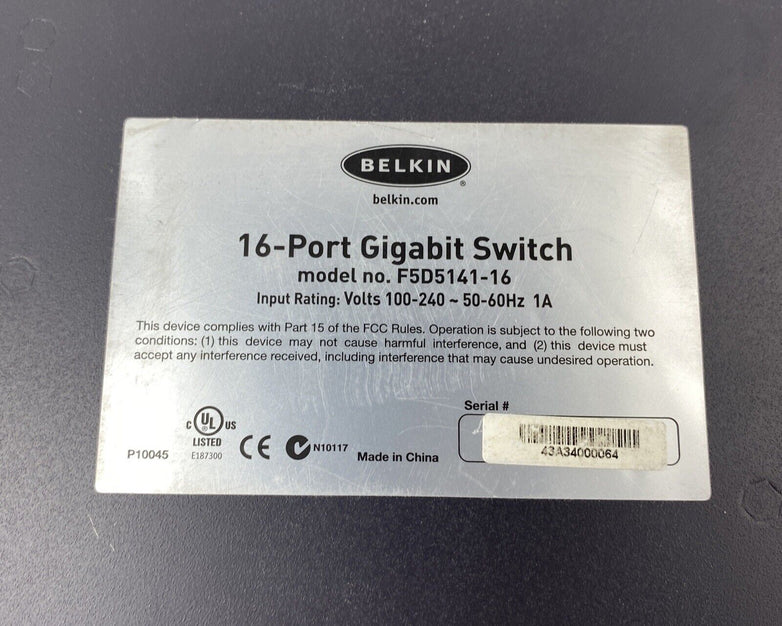 BELKIN®
belkin.com
16-Port Gigabit Switch
model no. F5D5141-16
Input Rating: Volts 100-240 ~ 50-60Hz 1A
This device complies with Part 15 of the FCC Rules. Operation is subject to the following two
conditions: (1) this device may not cause harmful interference, and (2) this device must
accept any interference received, including interference that may cause undesired operation.
Serial #
C UL US
LISTED
E187300
P10045
CE
N10117
Made in China
43A34000064